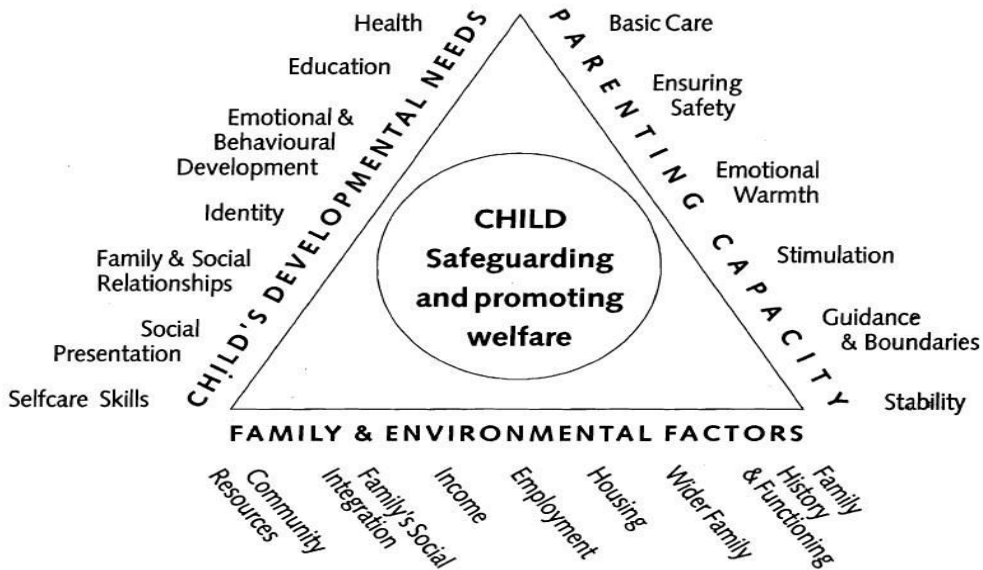 Health
Education
Emotional &
Behavioural
Development
Identity
Family & Social
Relationships
Social
Presentation
Selfcare Skills
CHILD'S DEVELOPMENTAL NEEDS
CHILD
Safeguarding
and promoting
welfare
PARENTING CAPACITY
Basic Care
Ensuring
Safety
Emotional
Warmth
Stimulation
Guidance
& Boundaries
Stability
FAMILY & ENVIRONMENTAL FACTORS
Community
Resources
Family's Social
Integration
Income
Employment
Housing
Wider Family
Family
History
& Functioning